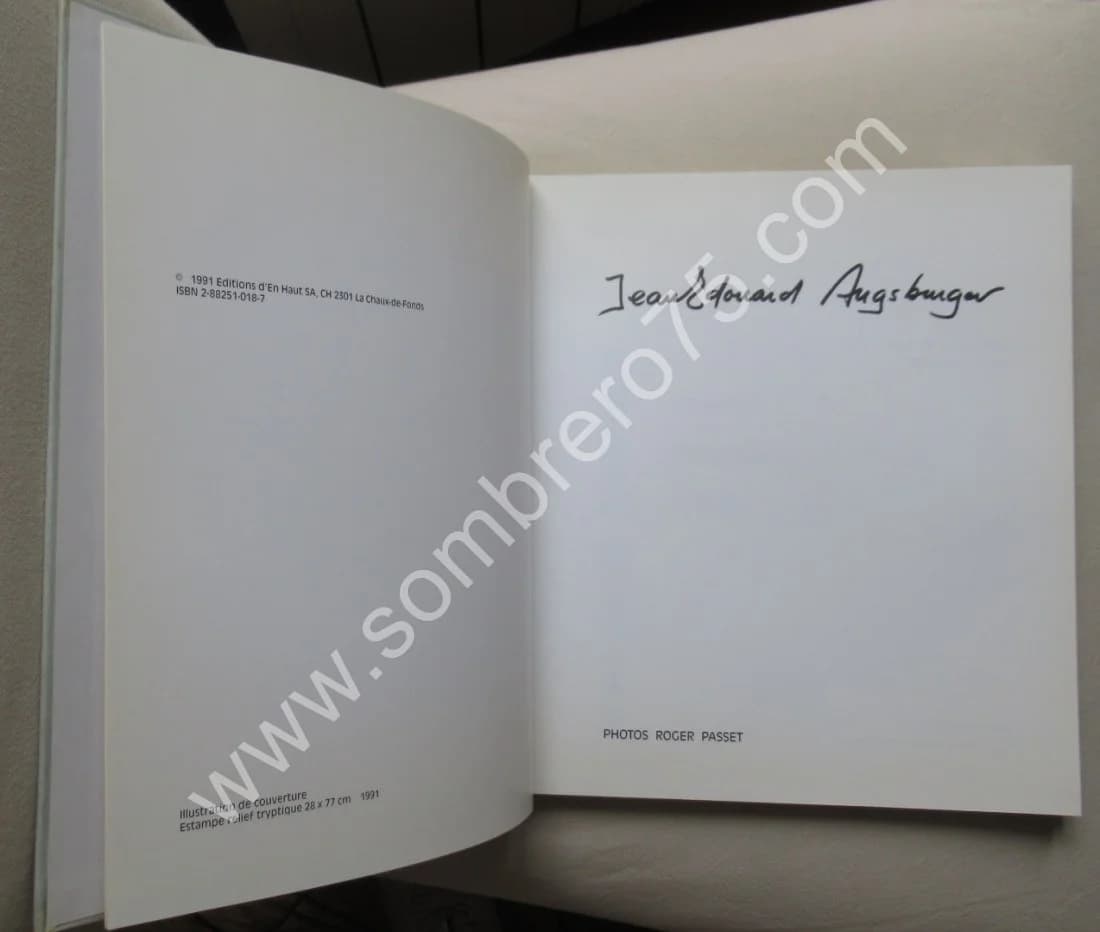 © 1991 Editions d'En Haut SA, CH 2301 La Chaux-de-Fonds
ISBN 2-88251-018-7
Illustration de couverture
Estampe relief tryptique 28 x 77 cm 1991
Jean Edouard Augsburger
PHOTOS ROGER PASSET
www.sombrero75.com